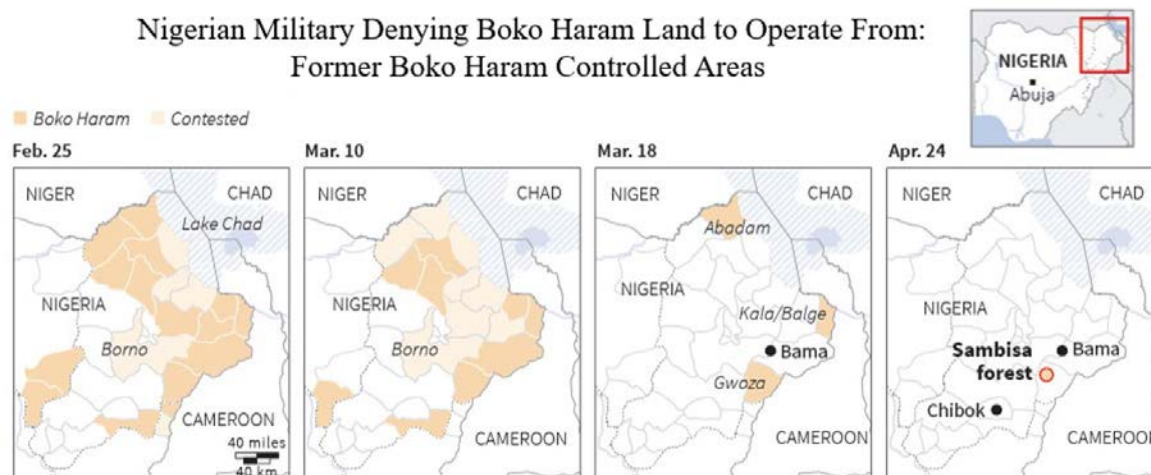 Nigerian Military Denying Boko Haram Land to Operate From:
Former Boko Haram Controlled Areas
NIGERIA
Abuja
Boko Haram
Contested
Feb. 25
NIGER
CHAD
Lake Chad
NIGERIA
Borno
CAMEROON
40 miles
40 km
Mar. 10
NIGER
CHAD
NIGERIA
Borno
CAMEROON
Mar. 18
NIGER
CHAD
Abadam
NIGERIA
Kala/Balge
Bama
Gwoza
CAMEROON
Apr. 24
NIGER
CHAD
NIGERIA
Sambisa
forest
Bama
Chibok
CAMEROON